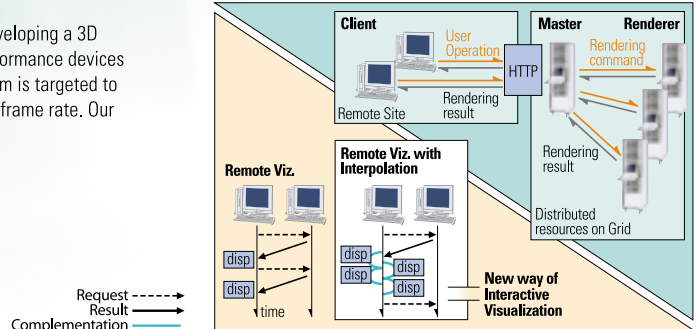 veloping a 3D
formance devices
m is targeted to
frame rate. Our
Client
User
Operation
HTTP
Rendering
result
Remote Site
Master
Renderer
Rendering
command
Rendering
result
Distributed
resources on Grid
Remote Viz.
disp
disp
time
Remote Viz. with
Interpolation
disp
disp
disp
disp
New way of
Interactive
Visualization
Request
Result
Complementation